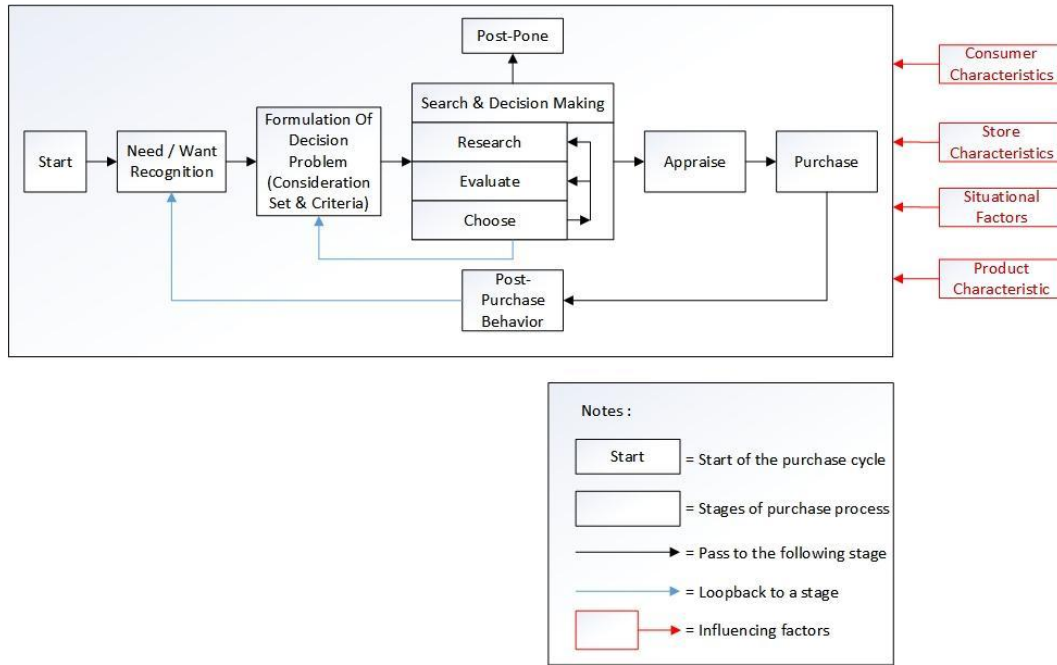 Post-Pone
Consumer
Characteristics
Search & Decision Making
Formulation Of
Decision
Problem
(Consideration
Set & Criteria)
Research
Store
Characteristics
Start
Need / Want
Recognition
Evaluate
Appraise
Purchase
Choose
Situational
Factors
Post-
Purchase
Behavior
Product
Characteristic
Notes :
Start
= Start of the purchase cycle
= Stages of purchase process
= Pass to the following stage
= Loopback to a stage
= Influencing factors